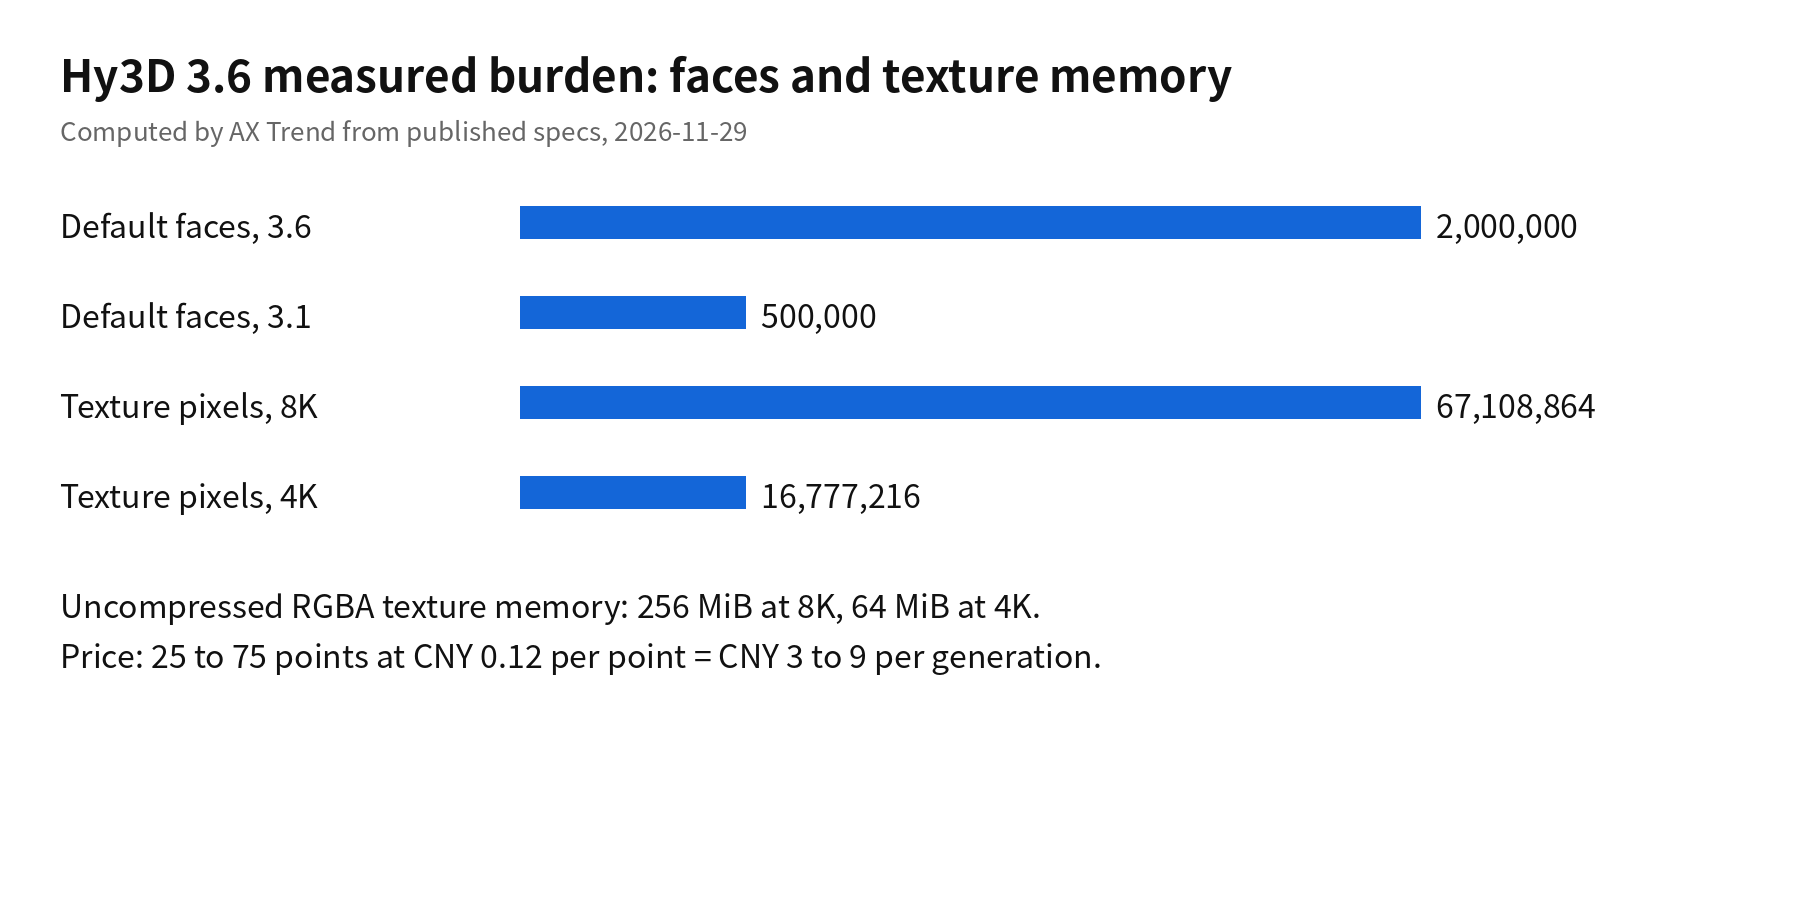 Hy3D 3.6 measured burden: faces and texture memory
Computed by AX Trend from published specs, 2026-11-29
Default faces, 3.6 2,000,000
Default faces, 3.1 500,000
Texture pixels, 8K 67,108,864
Texture pixels, 4K 16,777,216
Uncompressed RGBA texture memory: 256 MiB at 8K, 64 MiB at 4K.
Price: 25 to 75 points at CNY 0.12 per point = CNY 3 to 9 per generation.